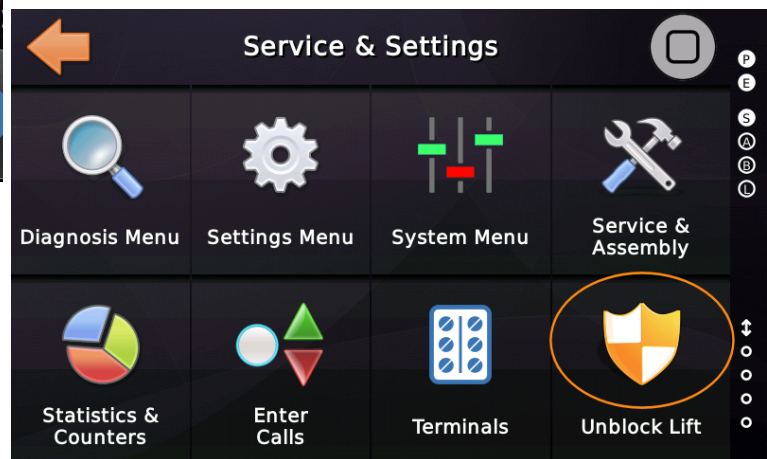 Service & Settings
P
E
S
A
B
L
Diagnosis Menu
Settings Menu
System Menu
Service &
Assembly
Statistics &
Counters
Enter
Calls
Terminals
Unblock Lift